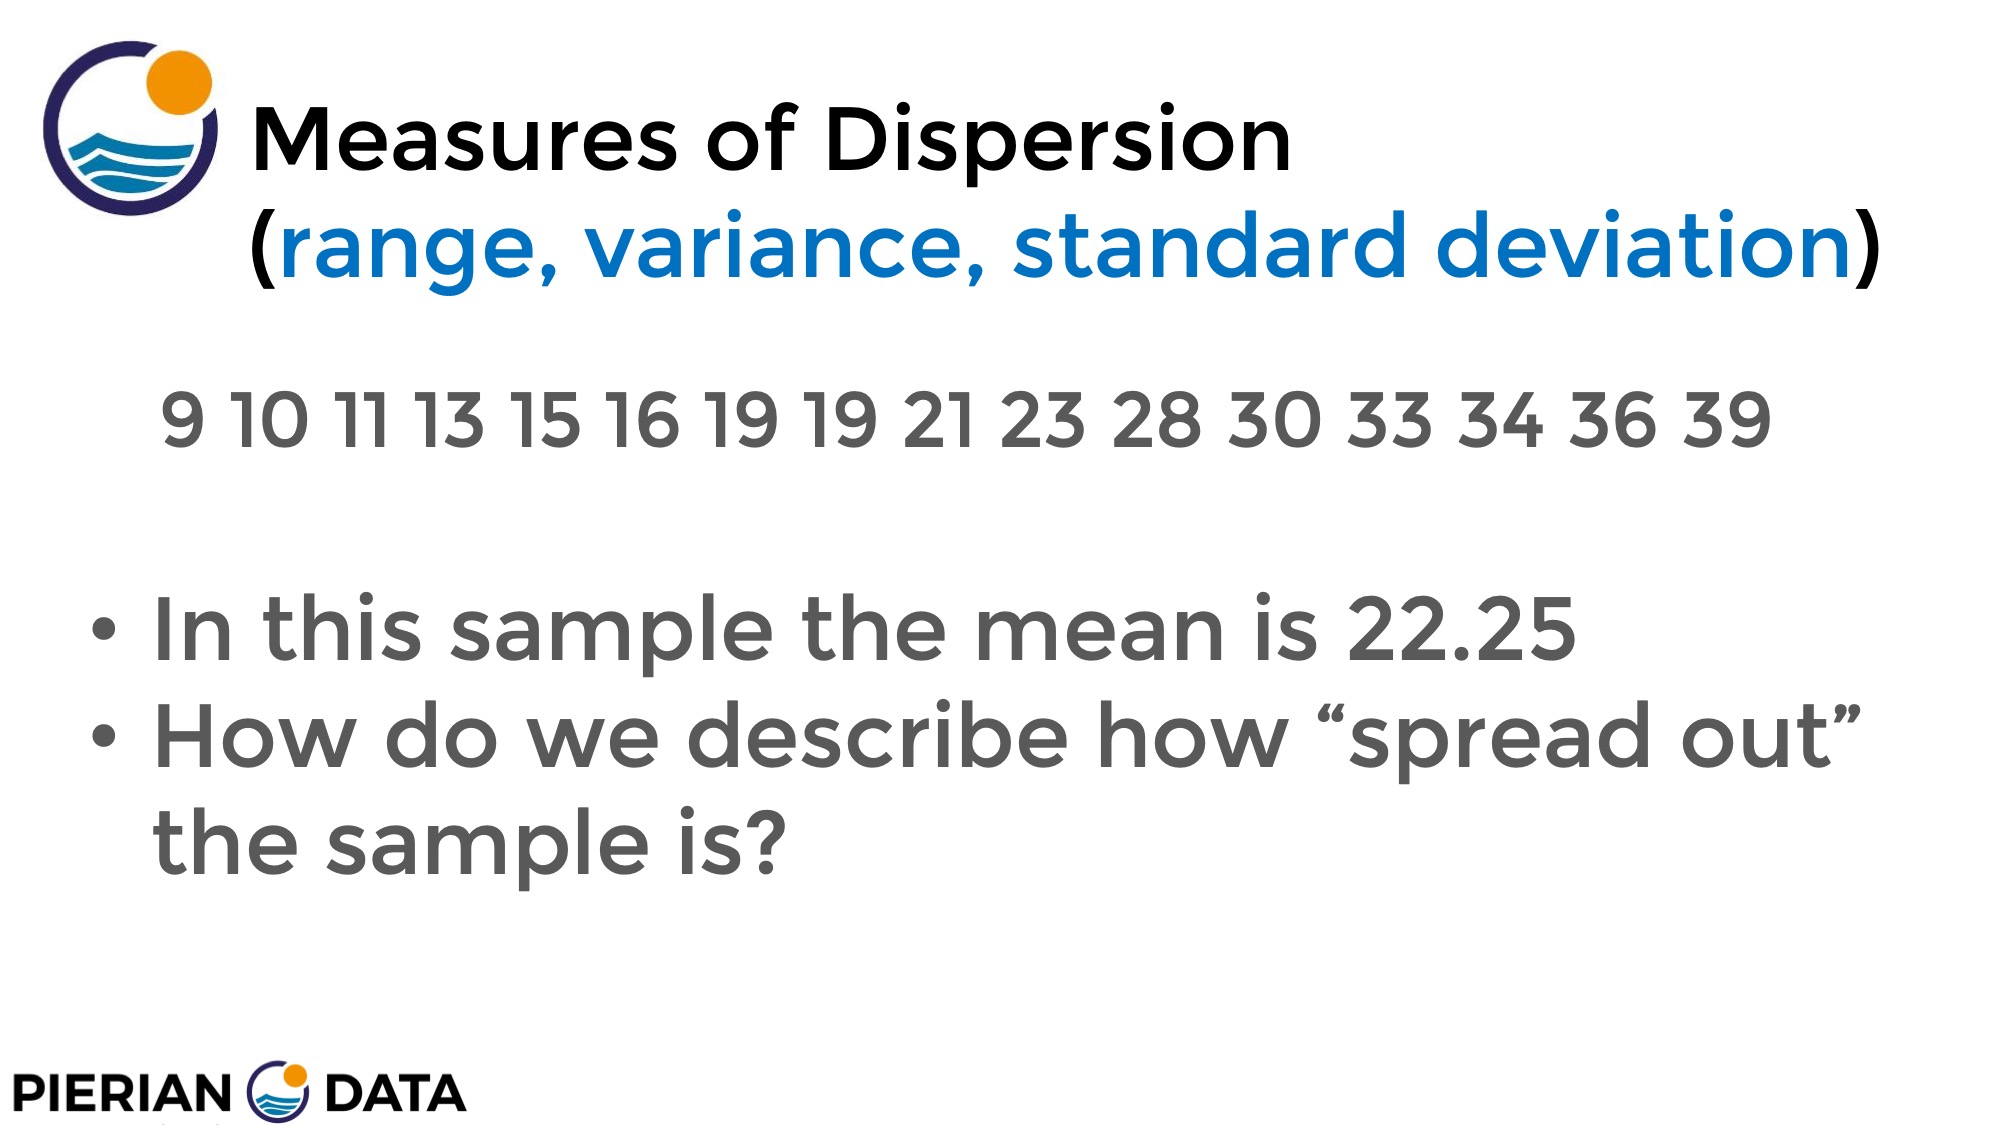 Measures of Dispersion
(range, variance, standard deviation)
9 10 11 13 15 16 19 19 21 23 28 30 33 34 36 39
• In this sample the mean is 22.25
• How do we describe how “spread out”
the sample is?
PIERIAN DATA